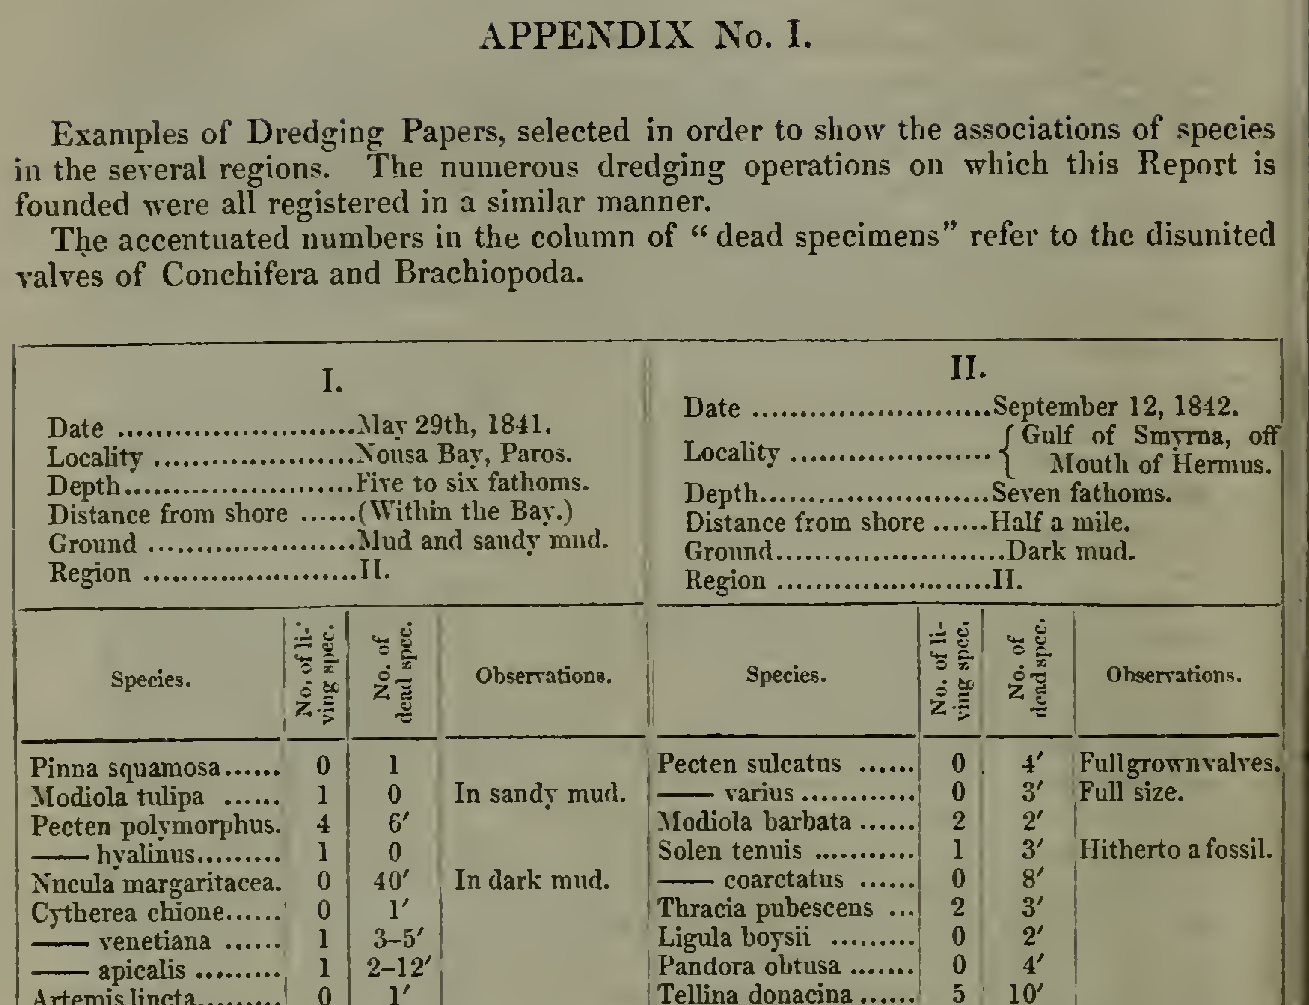 APPENDIX No. I.
Examples of Dredging Papers, selected in order to show the associations of species
in the several regions. The numerous dredging operations on which this Report is
founded were all registered in a similar manner.
The accentuated numbers in the column of “dead specimens” refer to the disunited
valves of Conchifera and Brachiopoda.
I.
Date ........................May 29th, 1841.
Locality ....................Nousa Bay, Paros.
Depth.......................Five to six fathoms.
Distance from shore ......(Within the Bay.)
Ground .....................Mud and sandy mud.
Region ......................II.
Species. No. of li-ving spec. No. of dead spec. Observations.
Pinna squamosa...... 0 1
Modiola tulipa ...... 1 0 In sandy mud.
Pecten polymorphus. 4 6′
—— hyalinus......... 1 0
Nucula margaritacea. 0 40′ In dark mud.
Cytherea chione...... 0 1′
—— venetiana ...... 1 3-5′
—— apicalis ......... 1 2-12′
Artemis lincta......... 0 1′
II.
Date ........................September 12, 1842.
Locality .................... { Gulf of Smyrna, off
Mouth of Hermus.
Depth.......................Seven fathoms.
Distance from shore ......Half a mile.
Ground.......................Dark mud.
Region ......................II.
Species. No. of li-ving spec. No. of dead spec. Observations.
Pecten sulcatus ...... 0 4′ Full grown valves.
—— varius............ 0 3′ Full size.
Modiola barbata ...... 2 2′
Solen tenuis .......... 1 3′ Hitherto a fossil.
—— coarctatus ...... 0 8′
Thracia pubescens ... 2 3′
Ligula boysii ......... 0 2′
Pandora obtusa ....... 0 4′
Tellina donacina ...... 5 10′